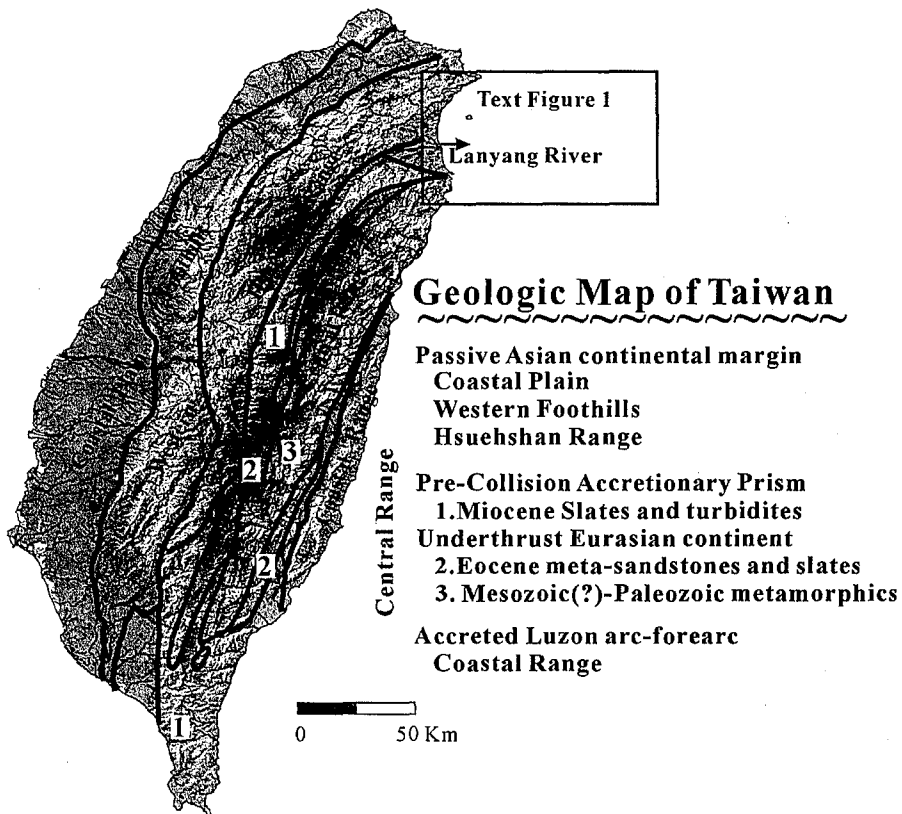 Text Figure 1
Lanyang River
Geologic Map of Taiwan
Passive Asian continental margin
Coastal Plain
Western Foothills
Hsuehshan Range
Central Range
Pre-Collision Accretionary Prism
1.Miocene Slates and turbidites
Underthrust Eurasian continent
2.Eocene meta-sandstones and slates
3. Mesozoic(?)-Paleozoic metamorphics
Accreted Luzon arc-forearc
Coastal Range
1
2
3
2
1
0 50 Km